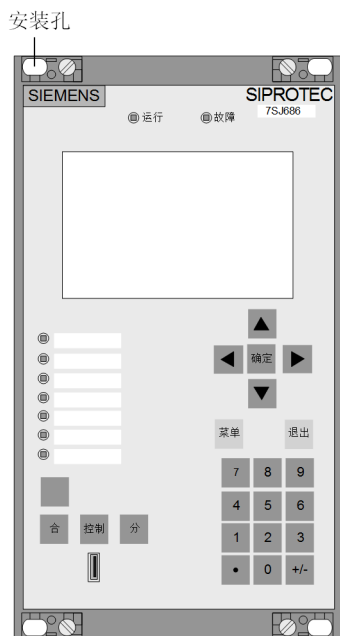 安装孔
SIEMENS
SIPROTEC
7SJ686
运行
故障
确定
菜单
退出
7 8 9
4 5 6
合 控制 分
1 2 3
• 0 +/-